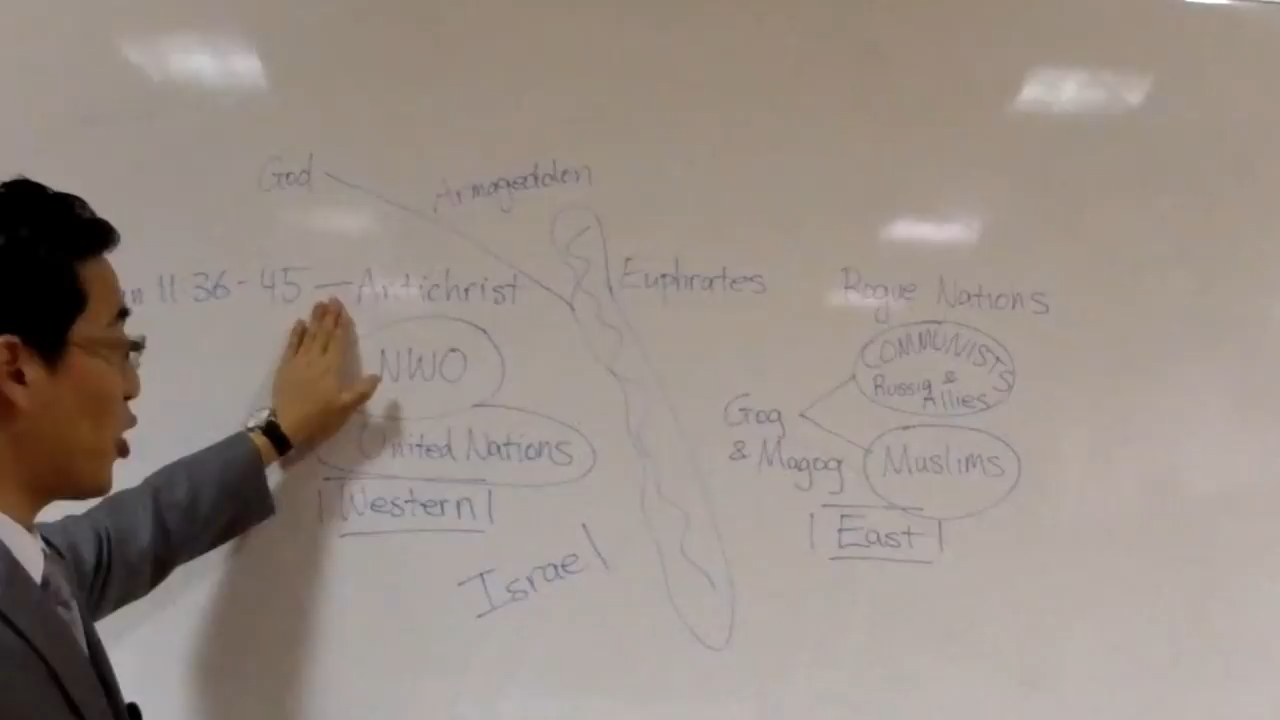 God
Armagedden
n 11 36-45 — Antichrist
Euphrates
Rogue Nations
NWO
COMMUNISTS
Russia &
Allies
Gog
& Magog
United Nations
Muslims
Western
East
Israel